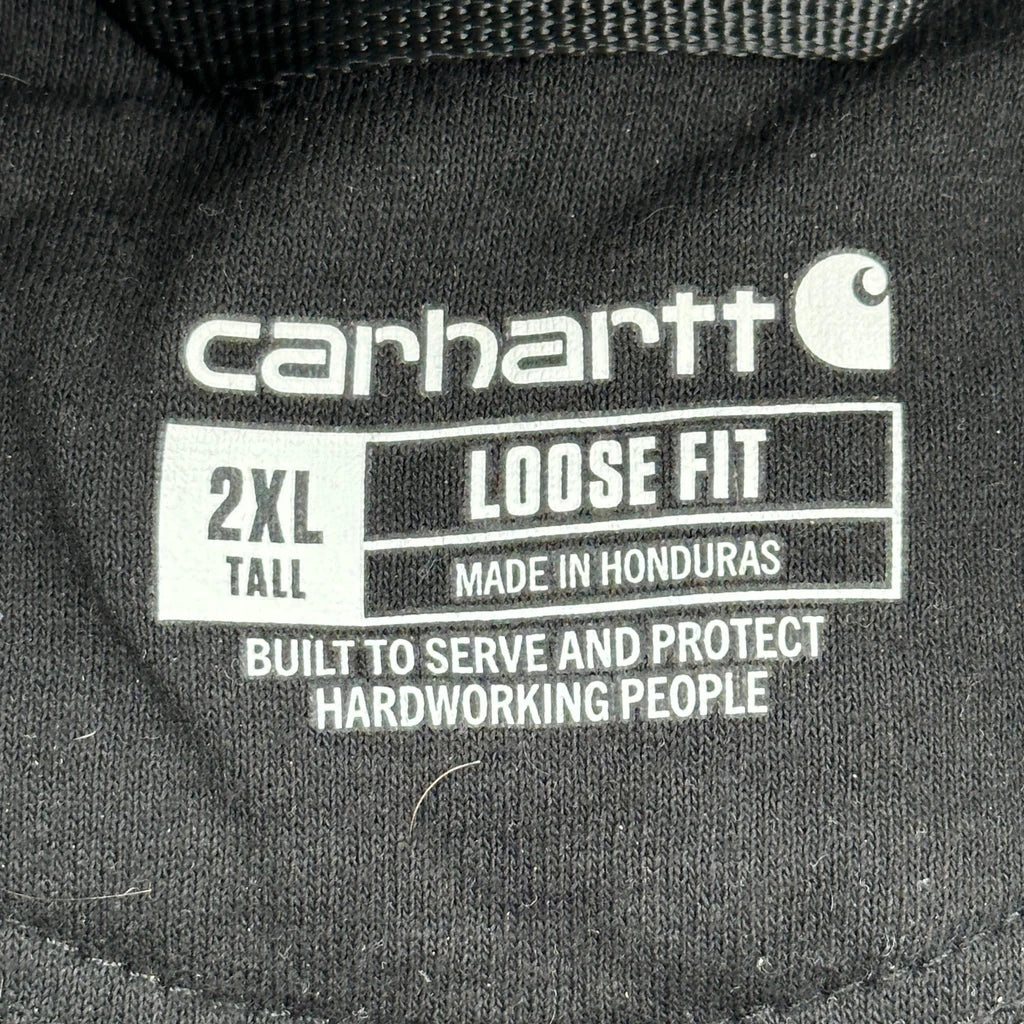 carhartt
2XL
TALL
LOOSE FIT
MADE IN HONDURAS
BUILT TO SERVE AND PROTECT
HARDWORKING PEOPLE